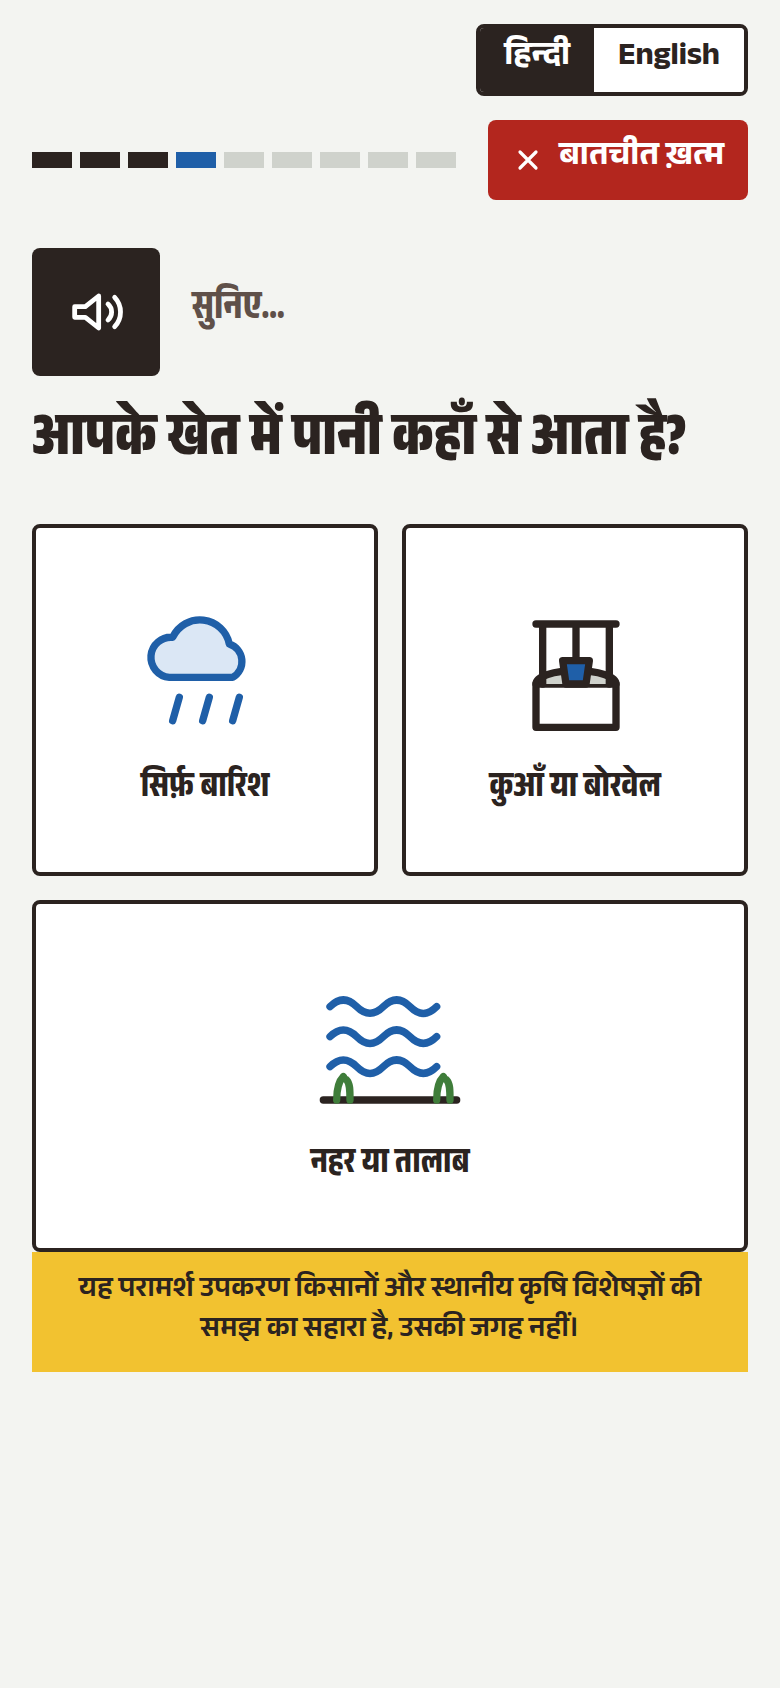 हिन्दी English
बातचीत ख़त्म
सुनिए...
आपके खेत में पानी कहाँ से आता है?
सिर्फ़ बारिश
कुआँ या बोरवेल
नहर या तालाब
यह परामर्श उपकरण किसानों और स्थानीय कृषि विशेषज्ञों की
समझ का सहारा है, उसकी जगह नहीं।